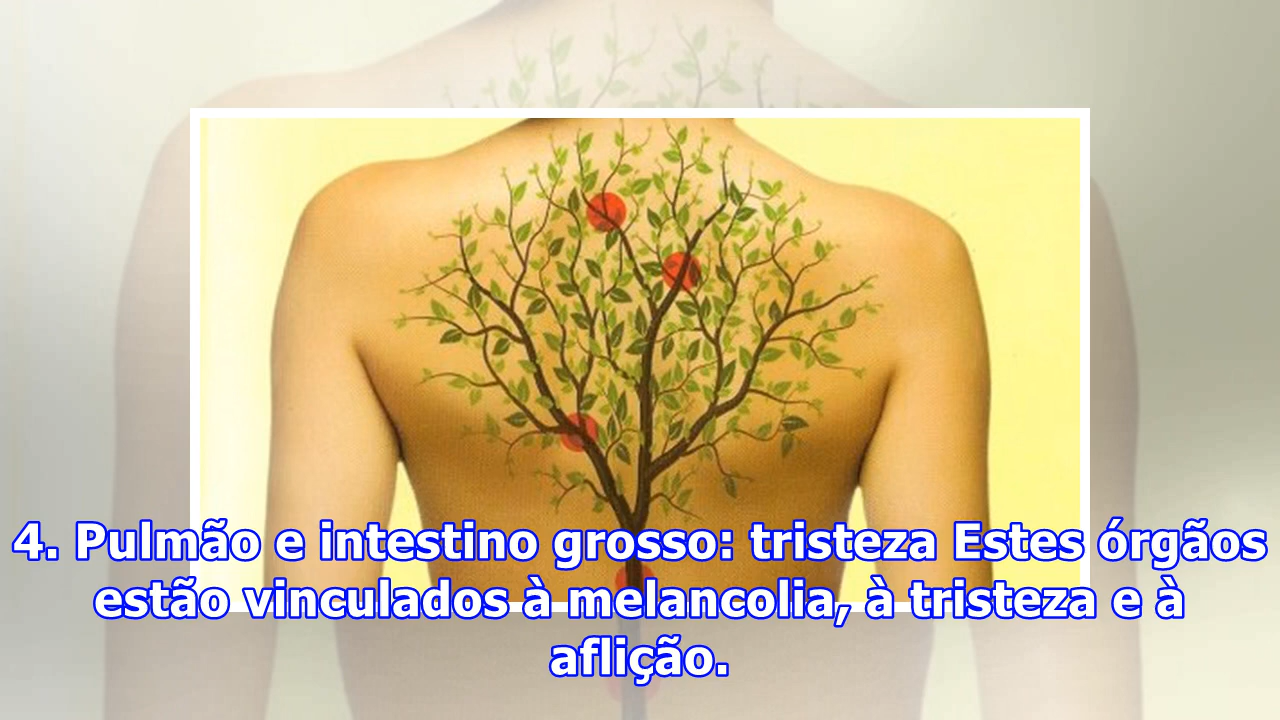 4. Pulmão e intestino grosso: tristeza Estes órgãos
estão vinculados à melancolia, à tristeza e à
aflição.